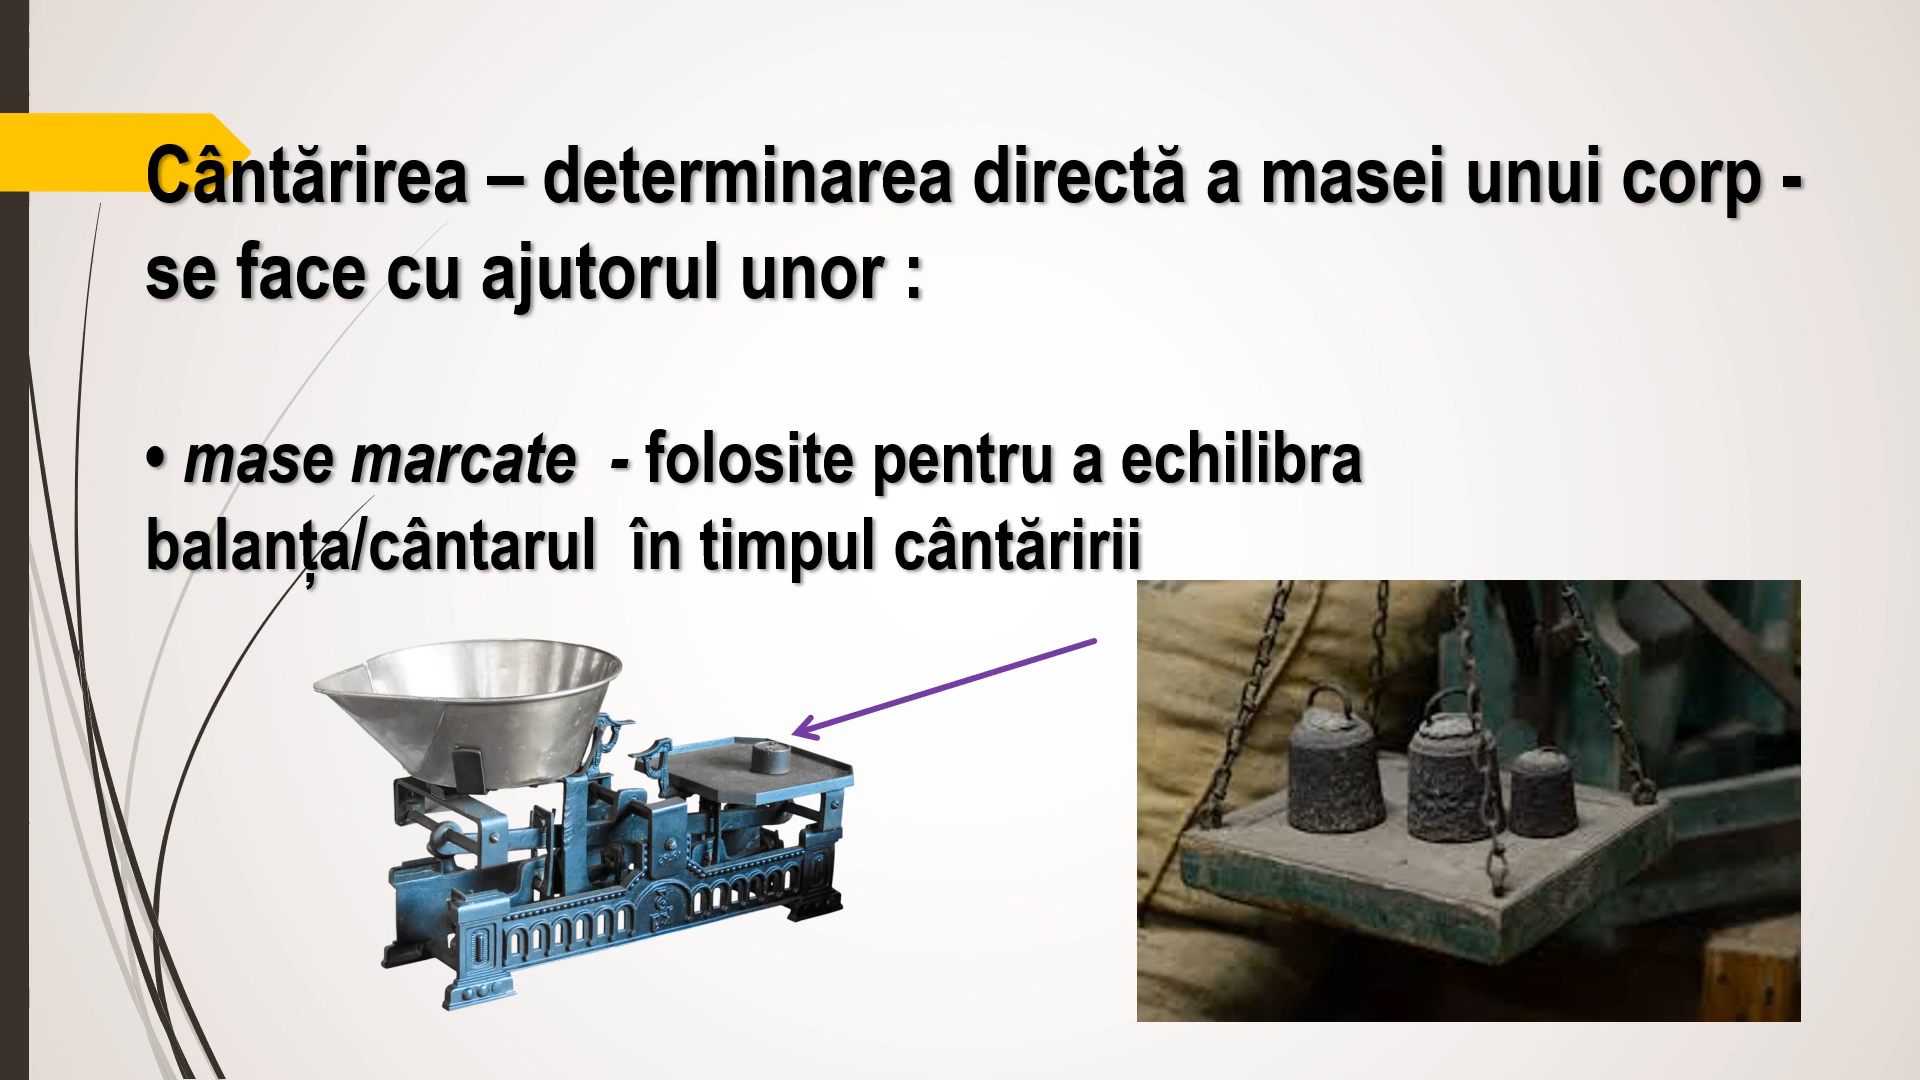 Cântărirea – determinarea directă a masei unui corp -
se face cu ajutorul unor :
• mase marcate - folosite pentru a echilibra
balanța/cântarul în timpul cântăririi